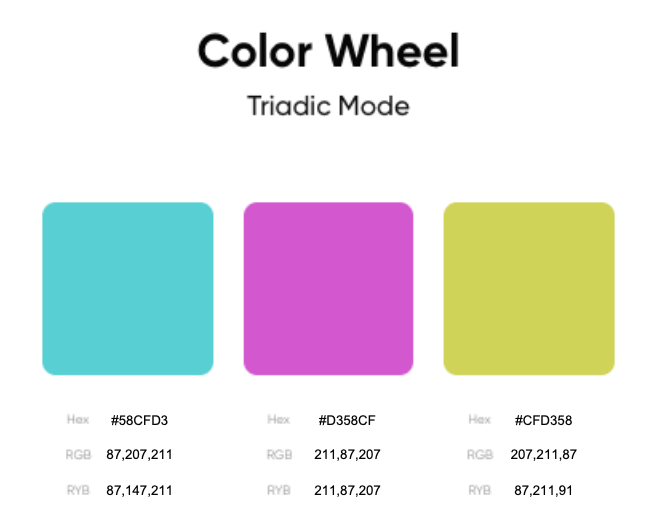 Color Wheel
Triadic Mode
Hex #58CFD3 Hex #D358CF Hex #CFD358
RGB 87,207,211 RGB 211,87,207 RGB 207,211,87
RYB 87,147,211 RYB 211,87,207 RYB 87,211,91